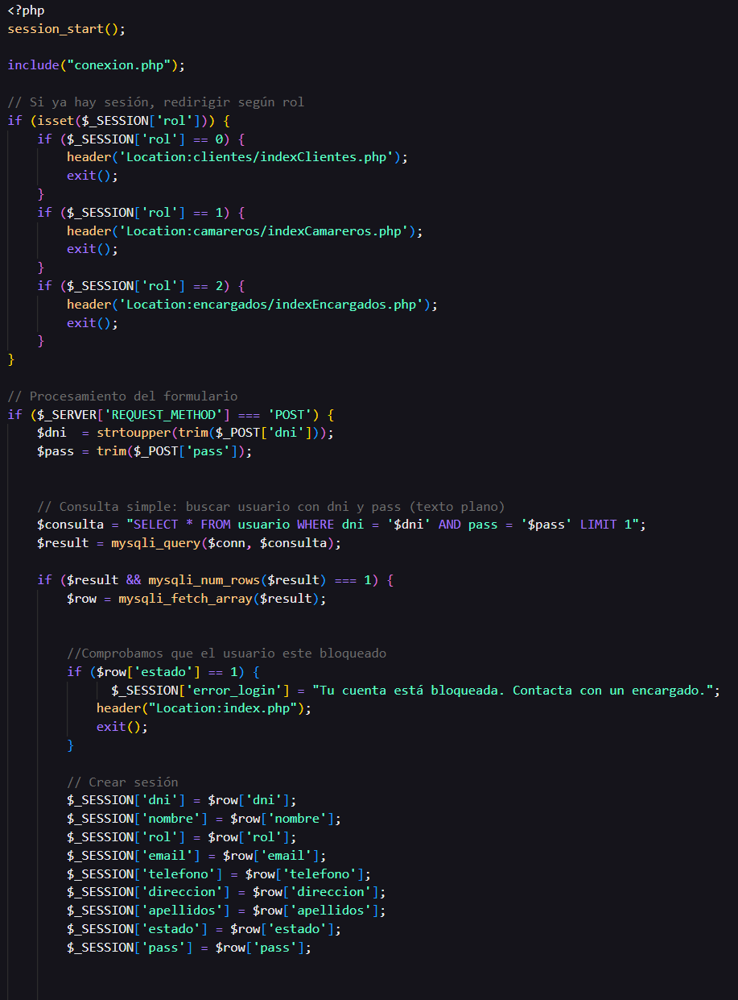 <?php
session_start();
include("conexion.php");
// Si ya hay sesión, redirigir según rol
if (isset($_SESSION['rol'])) {
    if ($_SESSION['rol'] == 0) {
        header('Location:clientes/indexClientes.php');
        exit();
    }
    if ($_SESSION['rol'] == 1) {
        header('Location:camareros/indexCamareros.php');
        exit();
    }
    if ($_SESSION['rol'] == 2) {
        header('Location:encargados/indexEncargados.php');
        exit();
    }
}
// Procesamiento del formulario
if ($_SERVER['REQUEST_METHOD'] === 'POST') {
    $dni  = strtoupper(trim($_POST['dni']));
    $pass = trim($_POST['pass']);
    // Consulta simple: buscar usuario con dni y pass (texto plano)
    $consulta = "SELECT * FROM usuario WHERE dni = '$dni' AND pass = '$pass' LIMIT 1";
    $result = mysqli_query($conn, $consulta);
    if ($result && mysqli_num_rows($result) === 1) {
        $row = mysqli_fetch_array($result);
        //Comprobamos que el usuario este bloqueado
        if ($row['estado'] == 1) {
              $_SESSION['error_login'] = "Tu cuenta está bloqueada. Contacta con un encargado.";
            header("Location:index.php");
            exit();
        }
        // Crear sesión
        $_SESSION['dni'] = $row['dni'];
        $_SESSION['nombre'] = $row['nombre'];
        $_SESSION['rol'] = $row['rol'];
        $_SESSION['email'] = $row['email'];
        $_SESSION['telefono'] = $row['telefono'];
        $_SESSION['direccion'] = $row['direccion'];
        $_SESSION['apellidos'] = $row['apellidos'];
        $_SESSION['estado'] = $row['estado'];
        $_SESSION['pass'] = $row['pass'];